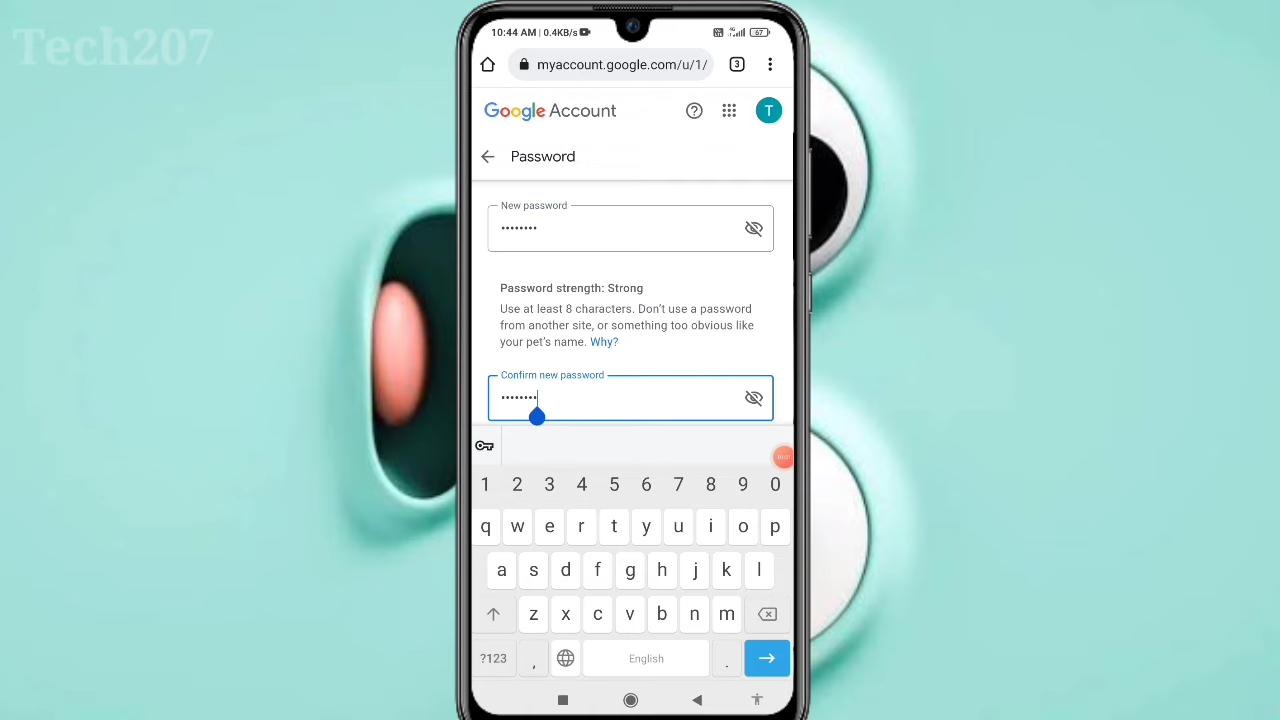 Tech207
10:44 AM | 0.4KB/s
4G
67
myaccount.google.com/u/1/
3
Google Account
T
Password
New password
••••••••
Password strength: Strong
Use at least 8 characters. Don't use a password
from another site, or something too obvious like
your pet's name. Why?
Confirm new password
••••••••
1 2 3 4 5 6 7 8 9 0
q w e r t y u i o p
a s d f g h j k l
z x c v b n m
?123 , English .